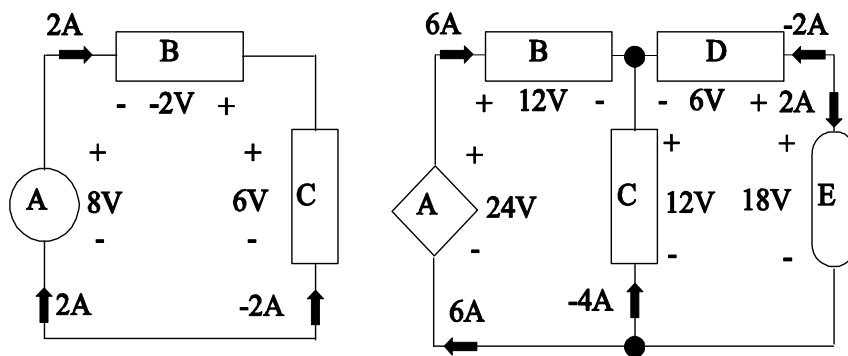 2A
B
- -2V +
+
A 8V
-
+
6V C
-
2A
-2A
6A
B
+ 12V -
D
-2A
- 6V +
2A
+
A 24V
-
+
C 12V
-
+
18V E
-
6A
-4A